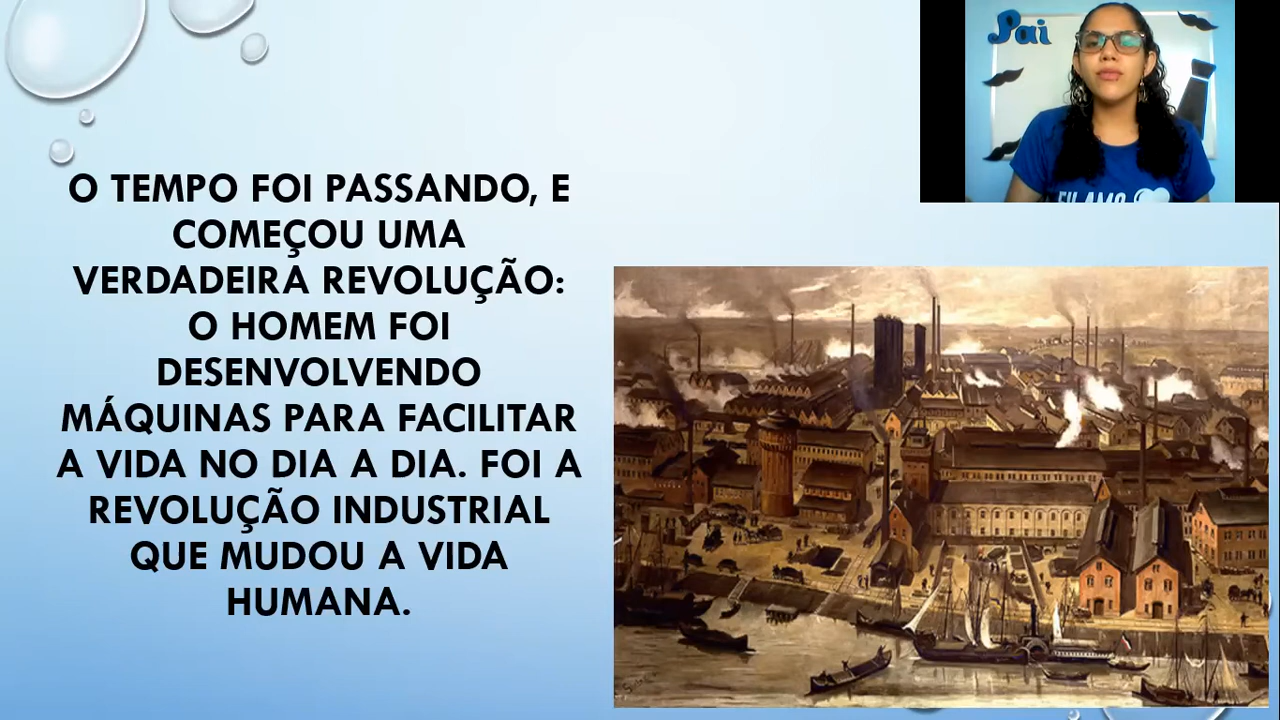 O TEMPO FOI PASSANDO, E
COMEÇOU UMA
VERDADEIRA REVOLUÇÃO:
O HOMEM FOI
DESENVOLVENDO
MÁQUINAS PARA FACILITAR
A VIDA NO DIA A DIA. FOI A
REVOLUÇÃO INDUSTRIAL
QUE MUDOU A VIDA
HUMANA.
Pai